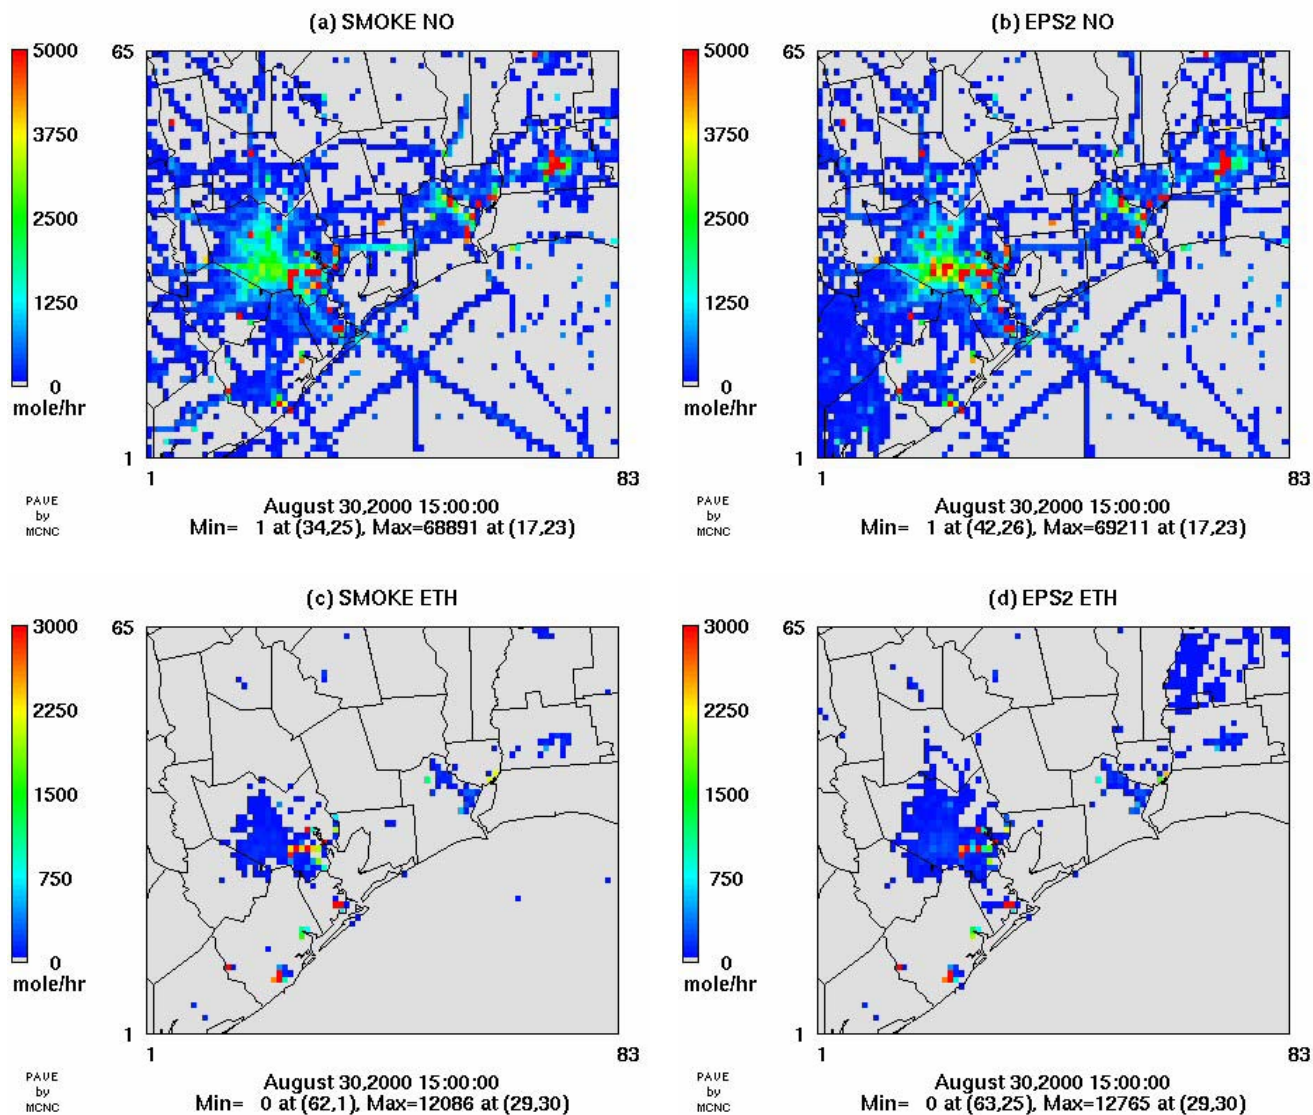 (a) SMOKE NO
5000
3750
2500
1250
0
mole/hr
65
1
1
83
PAVE
by
MCNC
August 30,2000 15:00:00
Min= 1 at (34,25), Max=68891 at (17,23)
(b) EPS2 NO
5000
3750
2500
1250
0
mole/hr
65
1
1
83
PAVE
by
MCNC
August 30,2000 15:00:00
Min= 1 at (42,26), Max=69211 at (17,23)
(c) SMOKE ETH
3000
2250
1500
750
0
mole/hr
65
1
1
83
PAVE
by
MCNC
August 30,2000 15:00:00
Min= 0 at (62,1), Max=12086 at (29,30)
(d) EPS2 ETH
3000
2250
1500
750
0
mole/hr
65
1
1
83
PAVE
by
MCNC
August 30,2000 15:00:00
Min= 0 at (63,25), Max=12765 at (29,30)